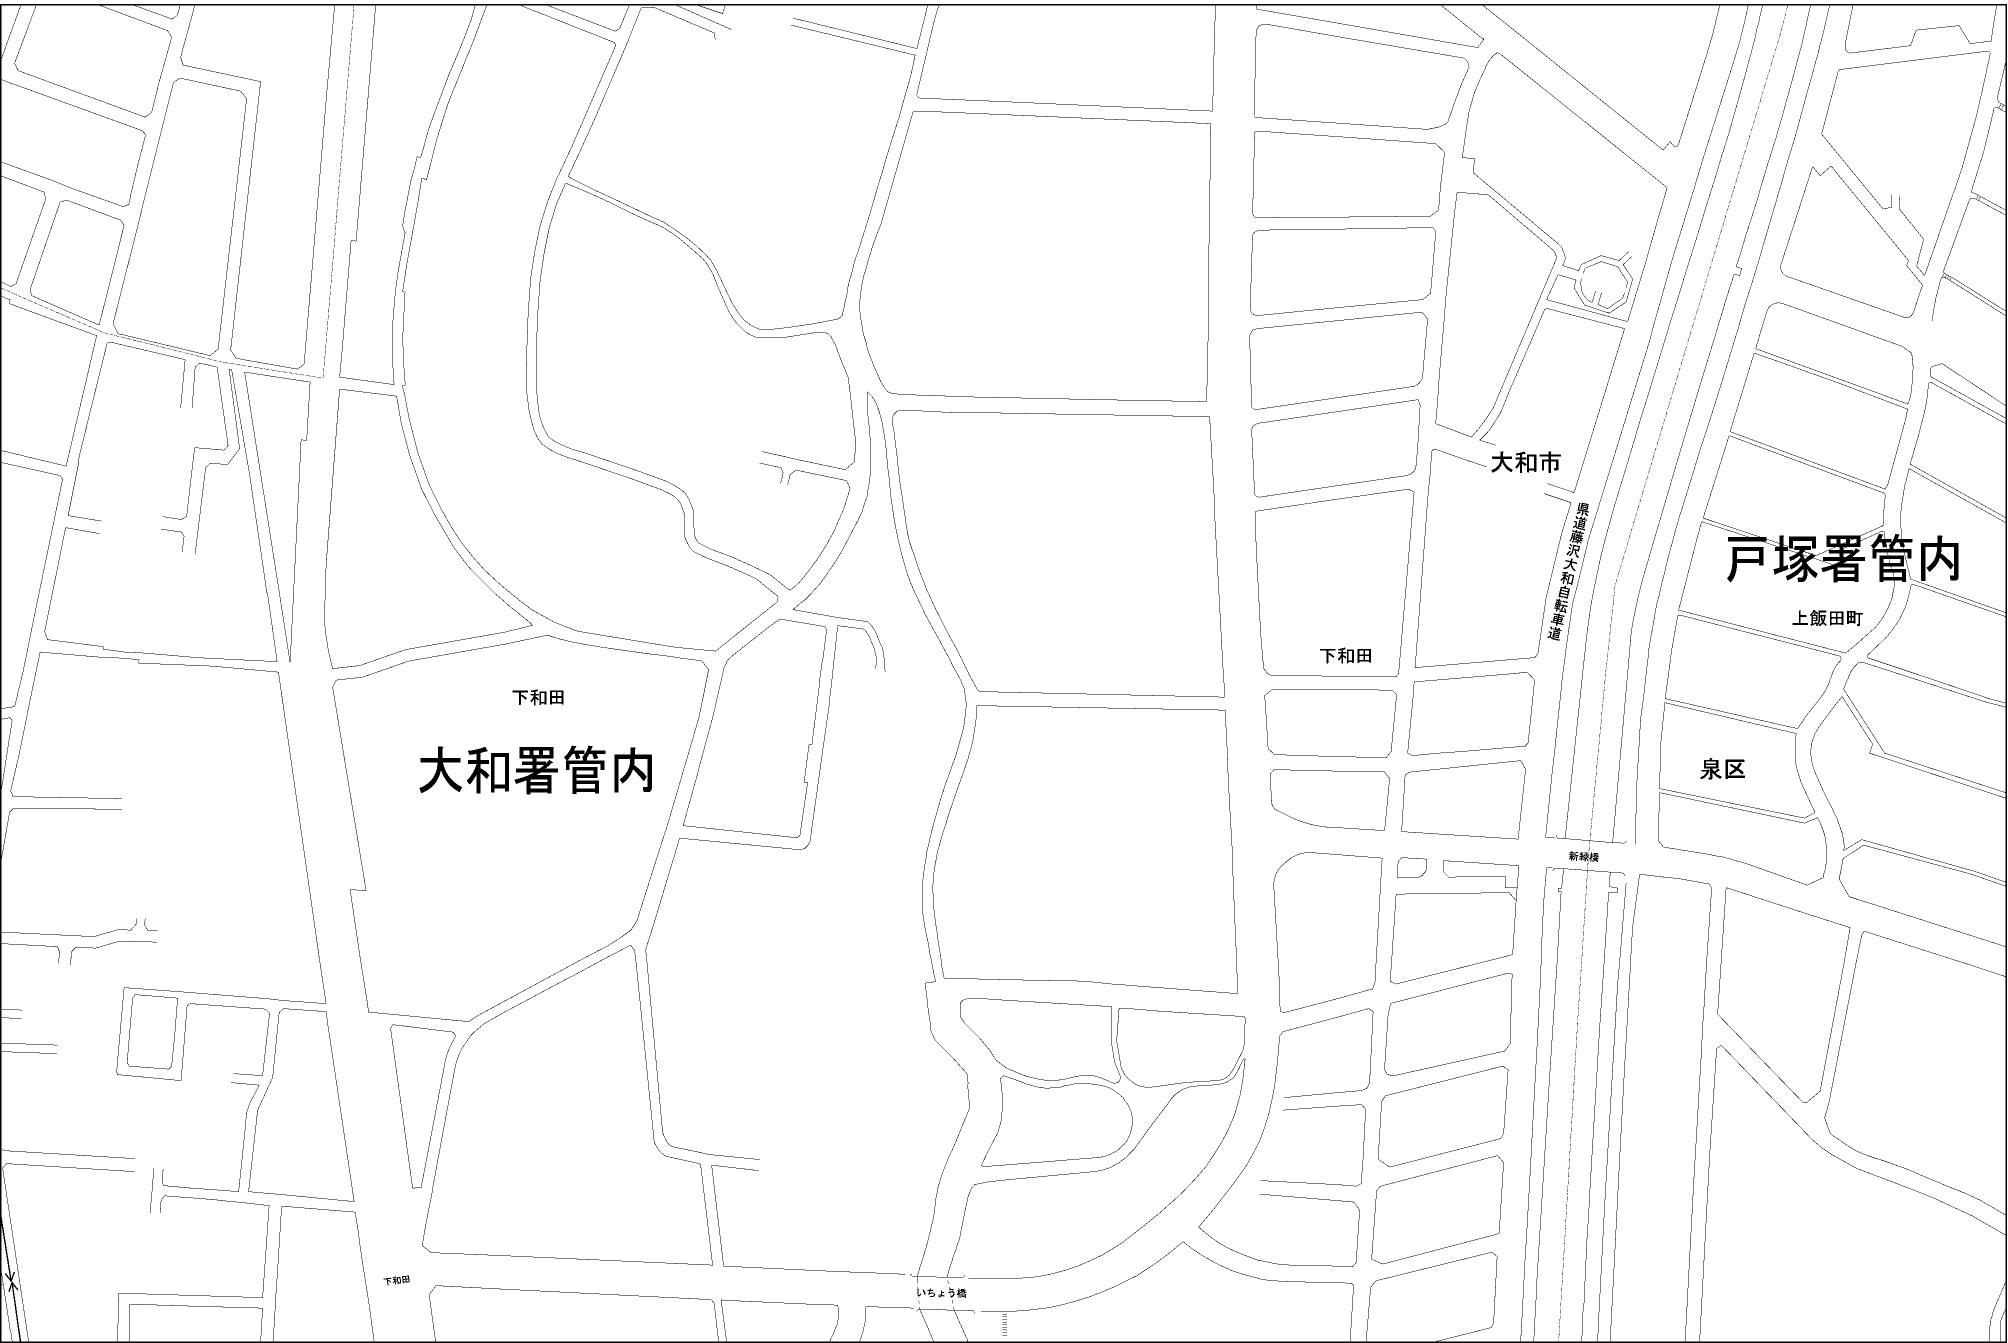 大和市
県道藤沢大和自転車道
戸塚署管内
上飯田町
下和田
下和田
大和署管内
泉区
新緑橋
下和田
いちょう橋